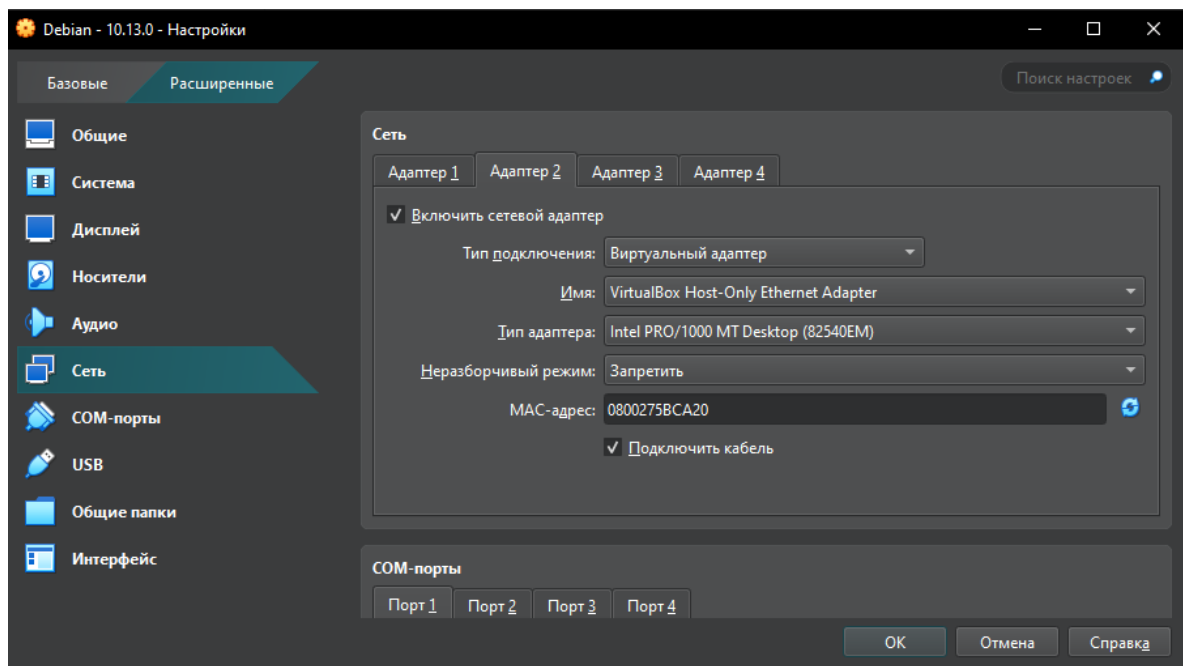 Debian - 10.13.0 - Настройки
Базовые Расширенные Поиск настроек
Общие
Система
Дисплей
Носители
Аудио
Сеть
COM-порты
USB
Общие папки
Интерфейс
Сеть
Адаптер 1 Адаптер 2 Адаптер 3 Адаптер 4
Включить сетевой адаптер
Тип подключения: Виртуальный адаптер
Имя: VirtualBox Host-Only Ethernet Adapter
Тип адаптера: Intel PRO/1000 MT Desktop (82540EM)
Неразборчивый режим: Запретить
MAC-адрес: 0800275BCA20
Подключить кабель
COM-порты
Порт 1 Порт 2 Порт 3 Порт 4
OK Отмена Справка